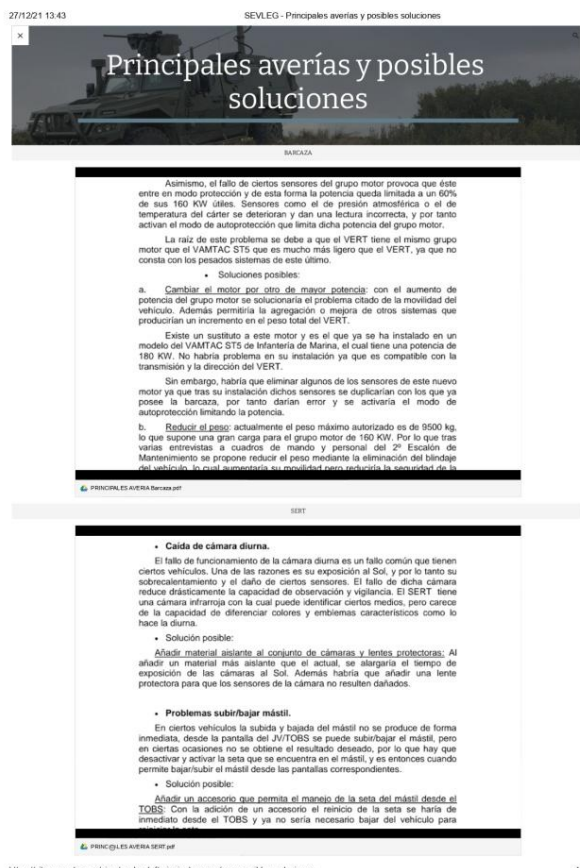 27/12/21 13:43
SEVLEG - Principales averías y posibles soluciones
Principales averías y posibles
soluciones
BARCAZA
Asimismo, el fallo de ciertos sensores del grupo motor provoca que éste
entre en modo protección y de esta forma la potencia queda limitada a un 60%
de sus 160 KW útiles. Sensores como el de presión atmosférica o el de
temperatura del cárter se deterioran y dan una lectura incorrecta, y por tanto
activan el modo de autoprotección que limita dicha potencia del grupo motor.
La raíz de este problema se debe a que el VERT tiene el mismo grupo
motor que el VAMTAC ST5 que es mucho más ligero que el VERT, ya que no
consta con los pesados sistemas de este último.
• Soluciones posibles:
a. Cambiar el motor por otro de mayor potencia: con el aumento de
potencia del grupo motor se solucionaría el problema citado de la movilidad del
vehículo. Además permitiría la agregación o mejora de otros sistemas que
producirían un incremento en el peso total del VERT.
Existe un sustituto a este motor y es el que ya se ha instalado en un
modelo del VAMTAC ST5 de Infantería de Marina, el cual tiene una potencia de
180 KW. No habría problema en su instalación ya que es compatible con la
transmisión y la dirección del VERT.
Sin embargo, habría que eliminar algunos de los sensores de este nuevo
motor ya que tras su instalación dichos sensores se duplicarían con los que ya
posee la barcaza, por tanto darían error y se activaría el modo de
autoprotección limitando la potencia.
b. Reducir el peso: actualmente el peso máximo autorizado es de 9500 kg,
lo que supone una gran carga para el grupo motor de 160 KW. Por lo que tras
varias entrevistas a cuadros de mando y personal del 2º Escalón de
Mantenimiento se propone reducir el peso mediante la eliminación del blindaje
del vehículo, lo cual aumentaría su movilidad pero reduciría la seguridad de la
PRINCIPALES AVERIA Barcaza.pdf
SERT
• Caída de cámara diurna.
El fallo de funcionamiento de la cámara diurna es un fallo común que tienen
ciertos vehículos. Una de las razones es su exposición al Sol, y por lo tanto su
sobrecalentamiento y el daño de ciertos sensores. El fallo de dicha cámara
reduce drásticamente la capacidad de observación y vigilancia. El SERT tiene
una cámara infrarroja con la cual puede identificar ciertos medios, pero carece
de la capacidad de diferenciar colores y emblemas característicos como lo
hace la diurna.
• Solución posible:
Añadir material aislante al conjunto de cámaras y lentes protectoras: Al
añadir un material más aislante que el actual, se alargaría el tiempo de
exposición de las cámaras al Sol. Además habría que añadir una lente
protectora para que los sensores de la cámara no resulten dañados.
• Problemas subir/bajar mástil.
En ciertos vehículos la subida y bajada del mástil no se produce de forma
inmediata, desde la pantalla del JV/TOBS se puede subir/bajar el mástil, pero
en ciertas ocasiones no se obtiene el resultado deseado, por lo que hay que
desactivar y activar la seta que se encuentra en el mástil, y es entonces cuando
permite bajar/subir el mástil desde las pantallas correspondientes.
• Solución posible:
Añadir un accesorio que permita el manejo de la seta del mástil desde el
TOBS: Con la adición de un accesorio el reinicio de la seta se haría de
inmediato desde el TOBS y ya no sería necesario bajar del vehículo para
reiniciar la seta.
AVERIA SERT.pdf